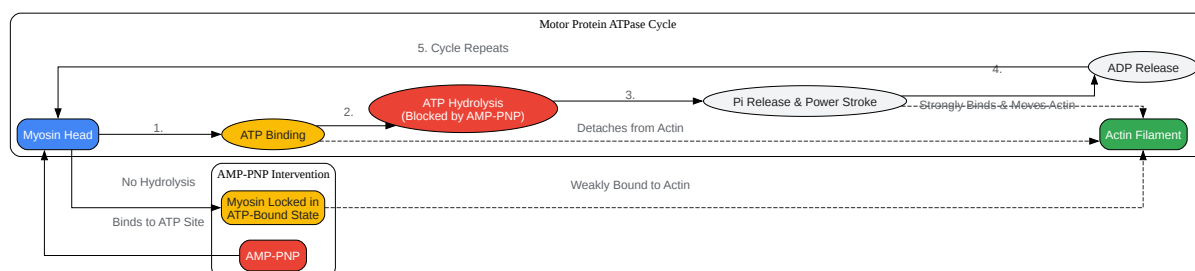 Motor Protein ATPase Cycle
5. Cycle Repeats
4.
ADP Release
ATP Hydrolysis
(Blocked by AMP-PNP)
3.
Pi Release & Power Stroke
2.
Strongly Binds & Moves Actin
Myosin Head
1.
ATP Binding
Detaches from Actin
Actin Filament
AMP-PNP Intervention
No Hydrolysis
Myosin Locked in
ATP-Bound State
Weakly Bound to Actin
Binds to ATP Site
AMP-PNP